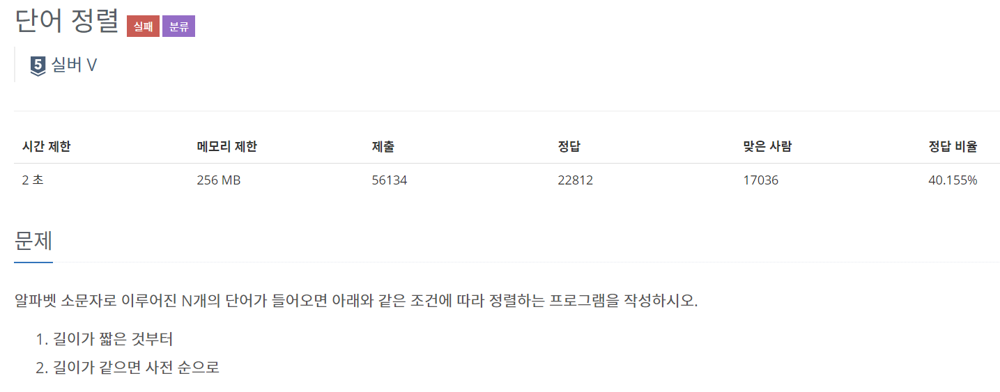 단어 정렬 실패 분류
5 실버 V
시간 제한 메모리 제한 제출 정답 맞은 사람 정답 비율
2 초 256 MB 56134 22812 17036 40.155%
문제
알파벳 소문자로 이루어진 N개의 단어가 들어오면 아래와 같은 조건에 따라 정렬하는 프로그램을 작성하시오.
1. 길이가 짧은 것부터
2. 길이가 같으면 사전 순으로